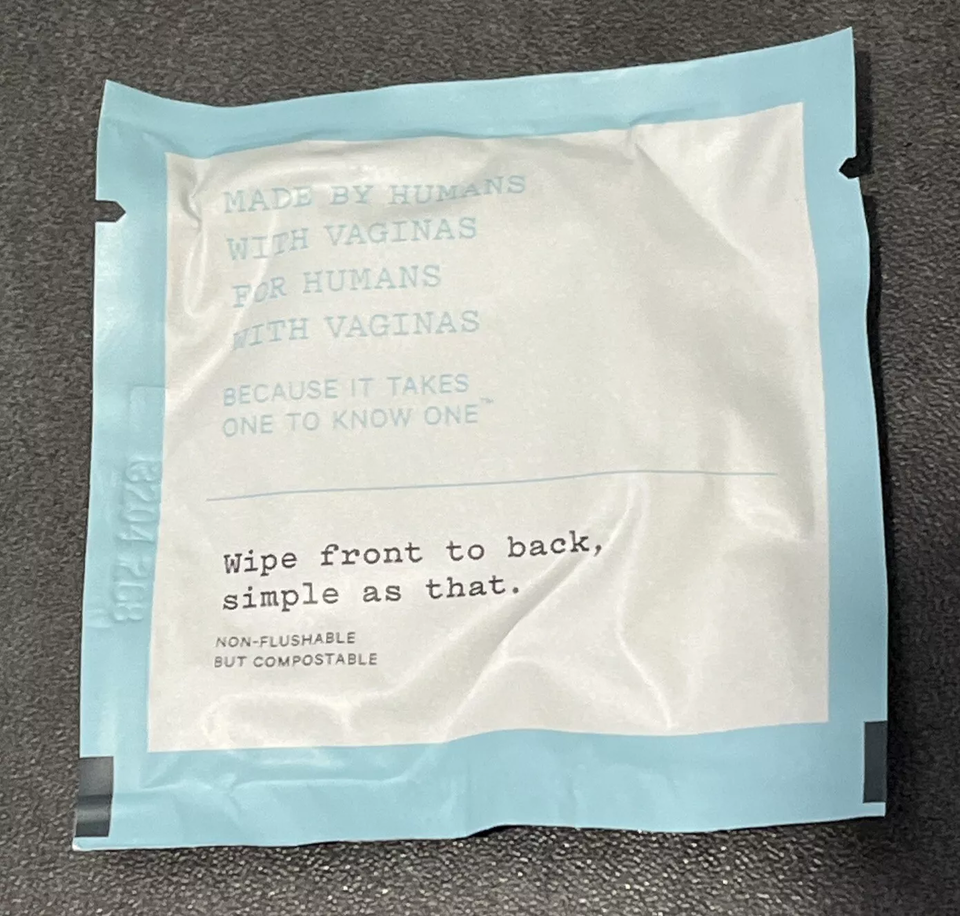 MADE BY HUMANS
WITH VAGINAS
FOR HUMANS
WITH VAGINAS
BECAUSE IT TAKES
ONE TO KNOW ONE™
Wipe front to back,
simple as that.
NON-FLUSHABLE
BUT COMPOSTABLE